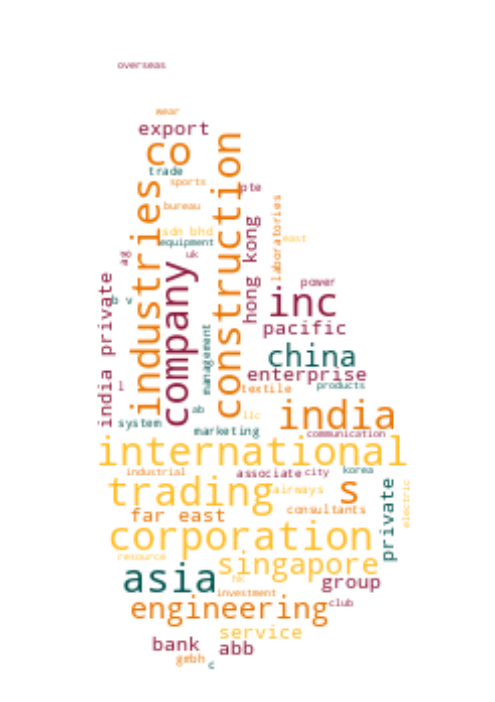 overseas
wear
export
co
construction
trade
sports
pte
industries
laboratories
bureau
hong kong
sdn bhd
east
equipment
uk
ag
company
india private
power
b v
inc
pacific
management
china
enterprise
l
textile
products
ab
llc
india
system
marketing
communication
international
industrial
associate
city
korea
trading
airways
s
private
electric
consultants
far east
corporation
resource
singapore
asia
hk
group
investment
engineering
club
service
bank
abb
gmbh
c